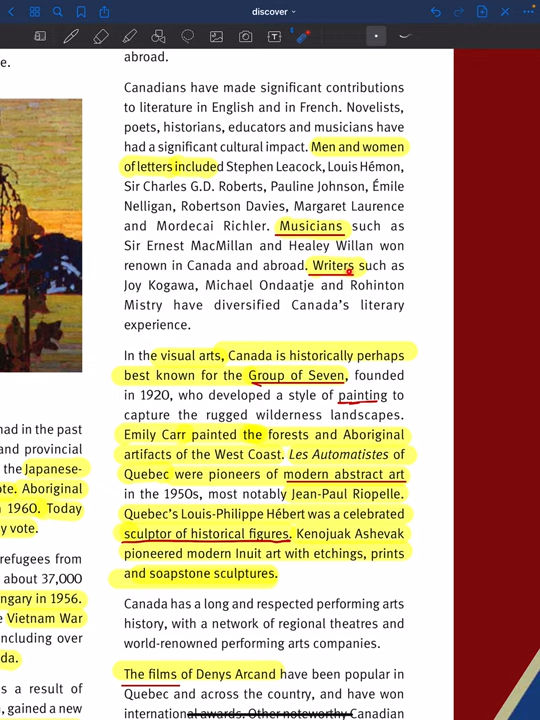 discover
e.
abroad.
Canadians have made significant contributions
to literature in English and in French. Novelists,
poets, historians, educators and musicians have
had a significant cultural impact. Men and women
of letters included Stephen Leacock, Louis Hémon,
Sir Charles G.D. Roberts, Pauline Johnson, Émile
Nelligan, Robertson Davies, Margaret Laurence
and Mordecai Richler. Musicians such as
Sir Ernest MacMillan and Healey Willan won
renown in Canada and abroad. Writers such as
Joy Kogawa, Michael Ondaatje and Rohinton
Mistry have diversified Canada's literary
experience.
In the visual arts, Canada is historically perhaps
best known for the Group of Seven, founded
in 1920, who developed a style of painting to
capture the rugged wilderness landscapes.
Emily Carr painted the forests and Aboriginal
artifacts of the West Coast. Les Automatistes of
Quebec were pioneers of modern abstract art
in the 1950s, most notably Jean-Paul Riopelle.
Quebec's Louis-Philippe Hébert was a celebrated
sculptor of historical figures. Kenojuak Ashevak
pioneered modern Inuit art with etchings, prints
and soapstone sculptures.
Canada has a long and respected performing arts
history, with a network of regional theatres and
world-renowned performing arts companies.
The films of Denys Arcand have been popular in
Quebec and across the country, and have won
international awards. Other noteworthy Canadian
had in the past
and provincial
the Japanese-
ote. Aboriginal
1960. Today
y vote.
refugees from
about 37,000
ngary in 1956.
Vietnam War
including over
da.
s a result of
, gained a new